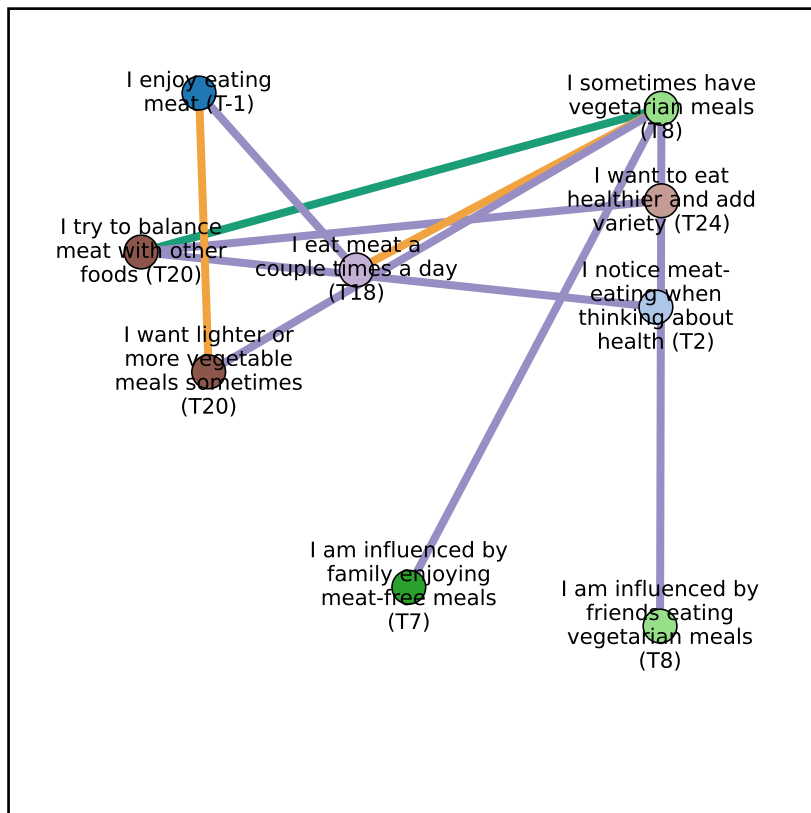 I enjoy eating
meat (T-1)
I sometimes have
vegetarian meals
(T8)
I want to eat
healthier and add
variety (T24)
I try to balance
meat with other
foods (T20)
I eat meat a
couple times a day
(T18)
I notice meat-
eating when
thinking about
health (T2)
I want lighter or
more vegetable
meals sometimes
(T20)
I am influenced by
family enjoying
meat-free meals
(T7)
I am influenced by
friends eating
vegetarian meals
(T8)